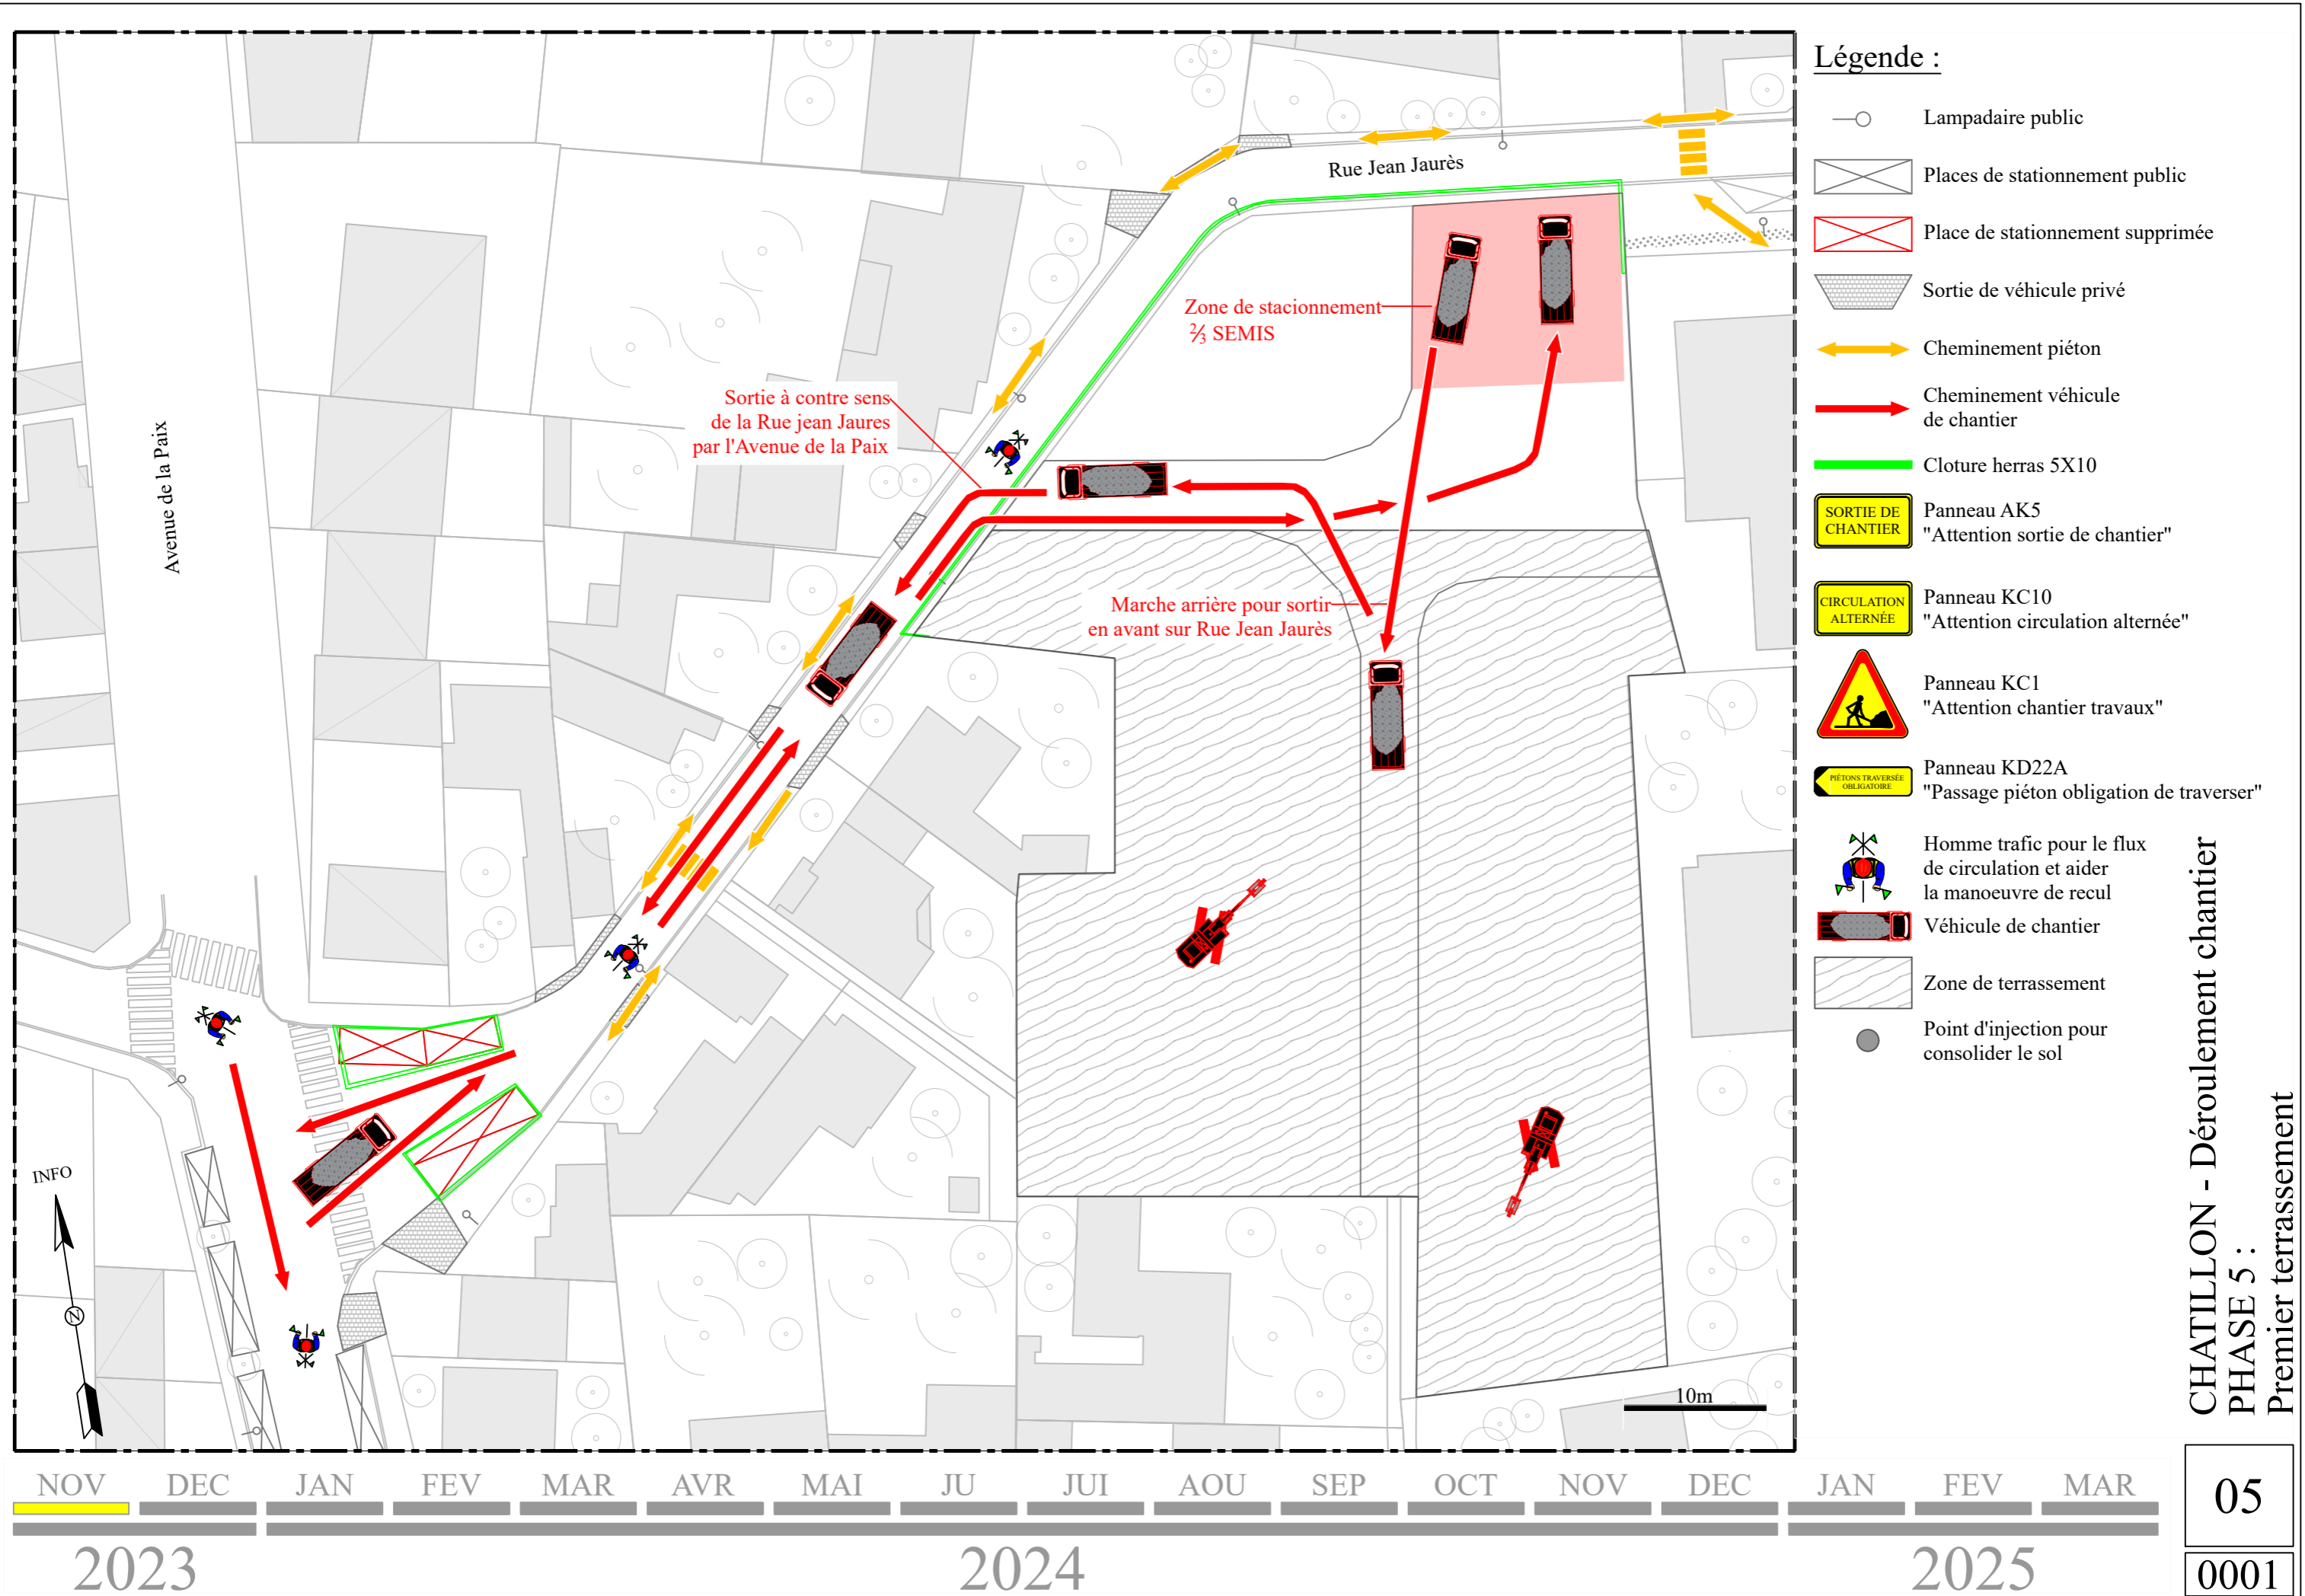 Légende :
Lampadaire public
Places de stationnement public
Place de stationnement supprimée
Sortie de véhicule privé
Cheminement piéton
Cheminement véhicule
de chantier
Cloture herras 5X10
SORTIE DE
CHANTIER
Panneau AK5
"Attention sortie de chantier"
CIRCULATION
ALTERNÉE
Panneau KC10
"Attention circulation alternée"
Panneau KC1
"Attention chantier travaux"
PIÉTONS TRAVERSÉE
OBLIGATOIRE
Panneau KD22A
"Passage piéton obligation de traverser"
Homme trafic pour le flux
de circulation et aider
la manoeuvre de recul
Véhicule de chantier
Zone de terrassement
Point d'injection pour
consolider le sol
Rue Jean Jaurès
Avenue de la Paix
Zone de stacionnement
⅔ SEMIS
Sortie à contre sens
de la Rue jean Jaures
par l'Avenue de la Paix
Marche arrière pour sortir
en avant sur Rue Jean Jaurès
INFO
N
10m
CHATILLON - Déroulement chantier
PHASE 5 :
Premier terrassement
NOV DEC JAN FEV MAR AVR MAI JU JUI AOU SEP OCT NOV DEC JAN FEV MAR
2023 2024 2025
05
0001